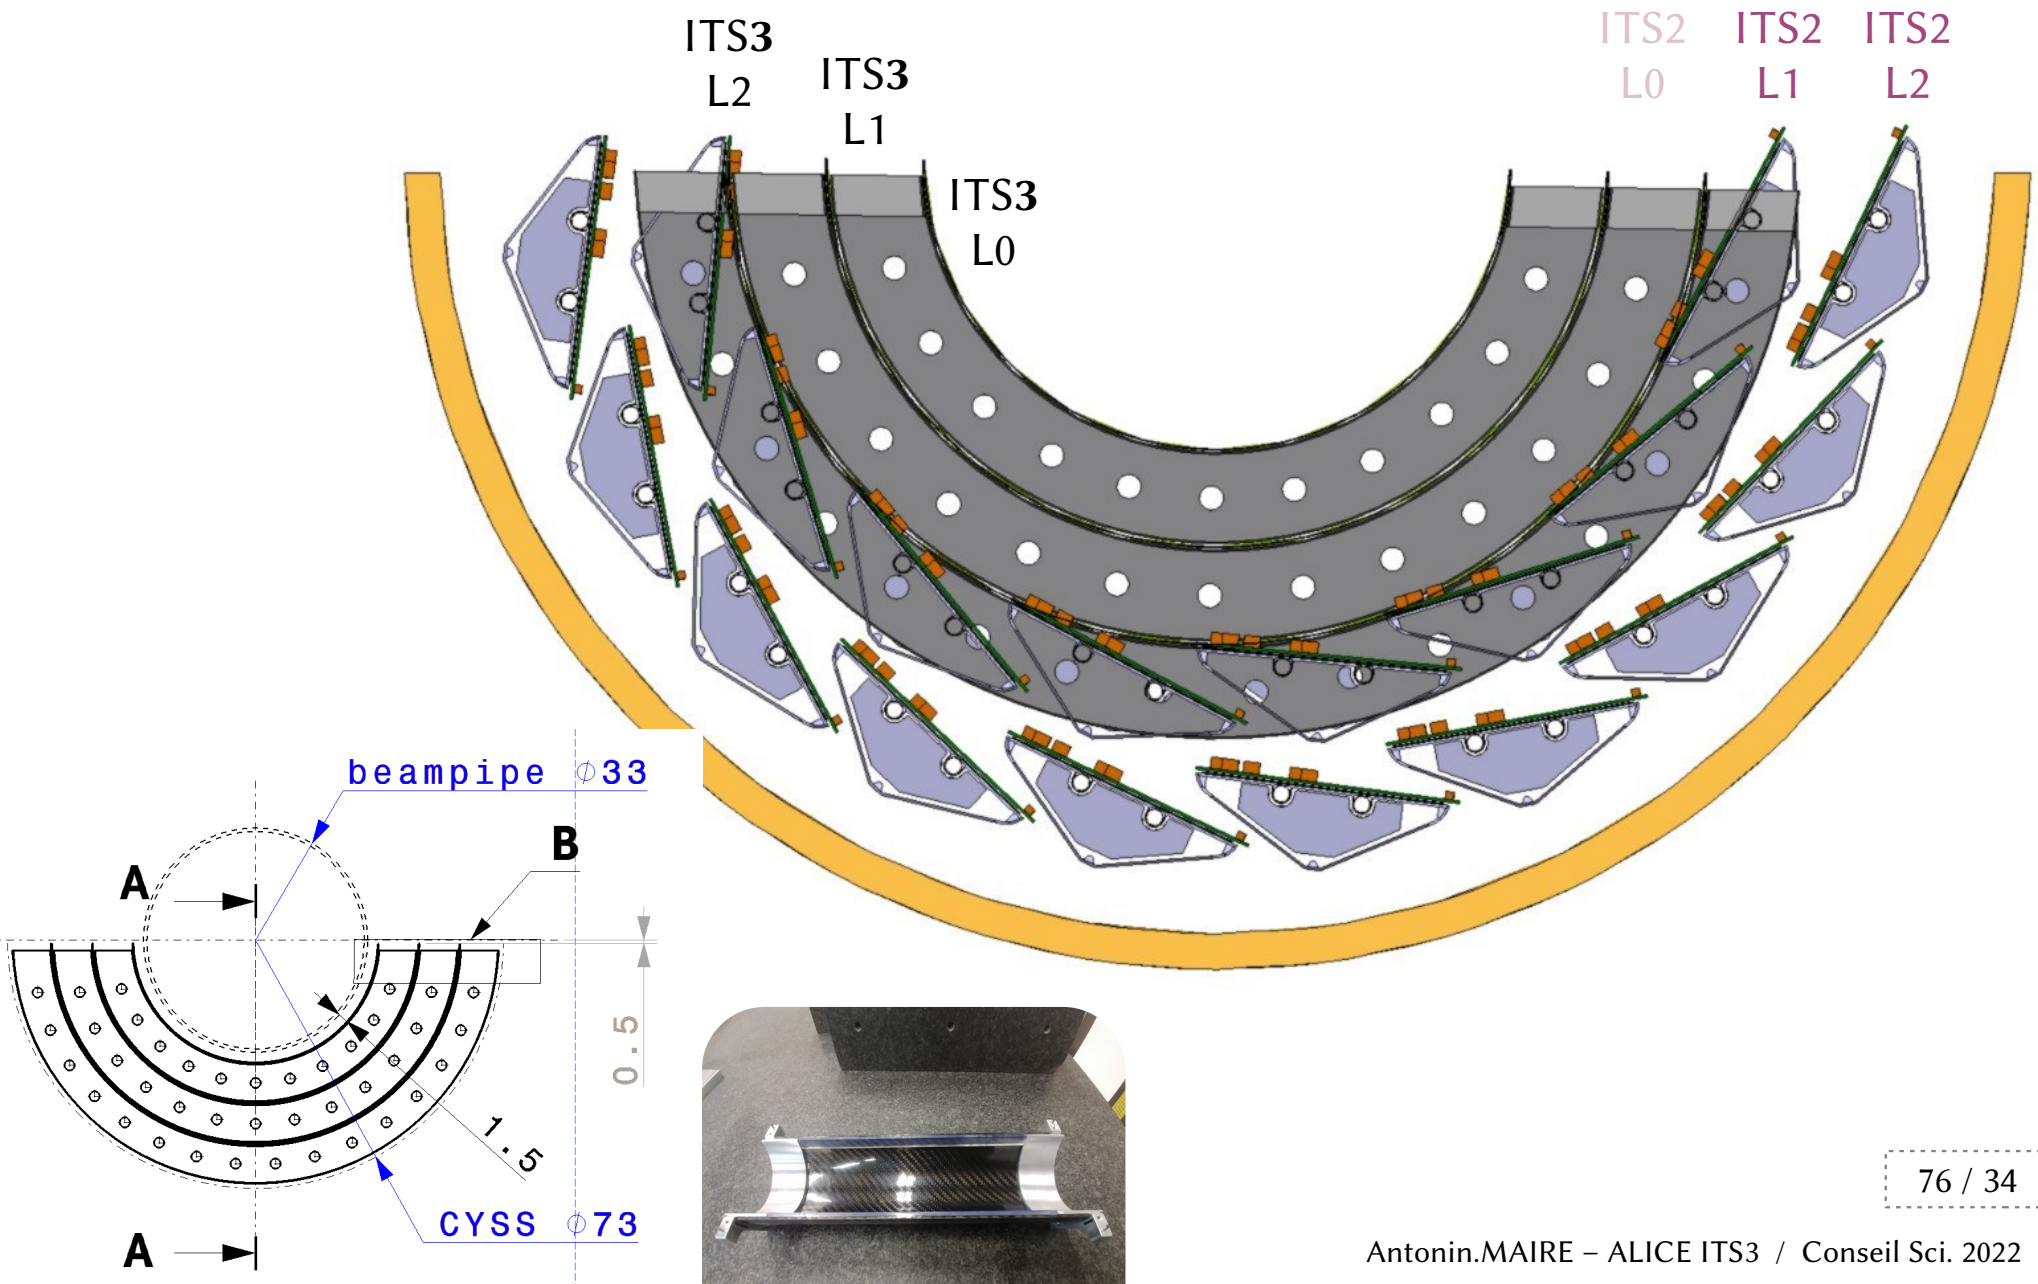 ITS3
L2
ITS3
L1
ITS3
L0
ITS2
L0
ITS2
L1
ITS2
L2
beampipe ⌀33
A
B
0.5
1.5
CYSS ⌀73
A
76 / 34
Antonin.MAIRE – ALICE ITS3 / Conseil Sci. 2022